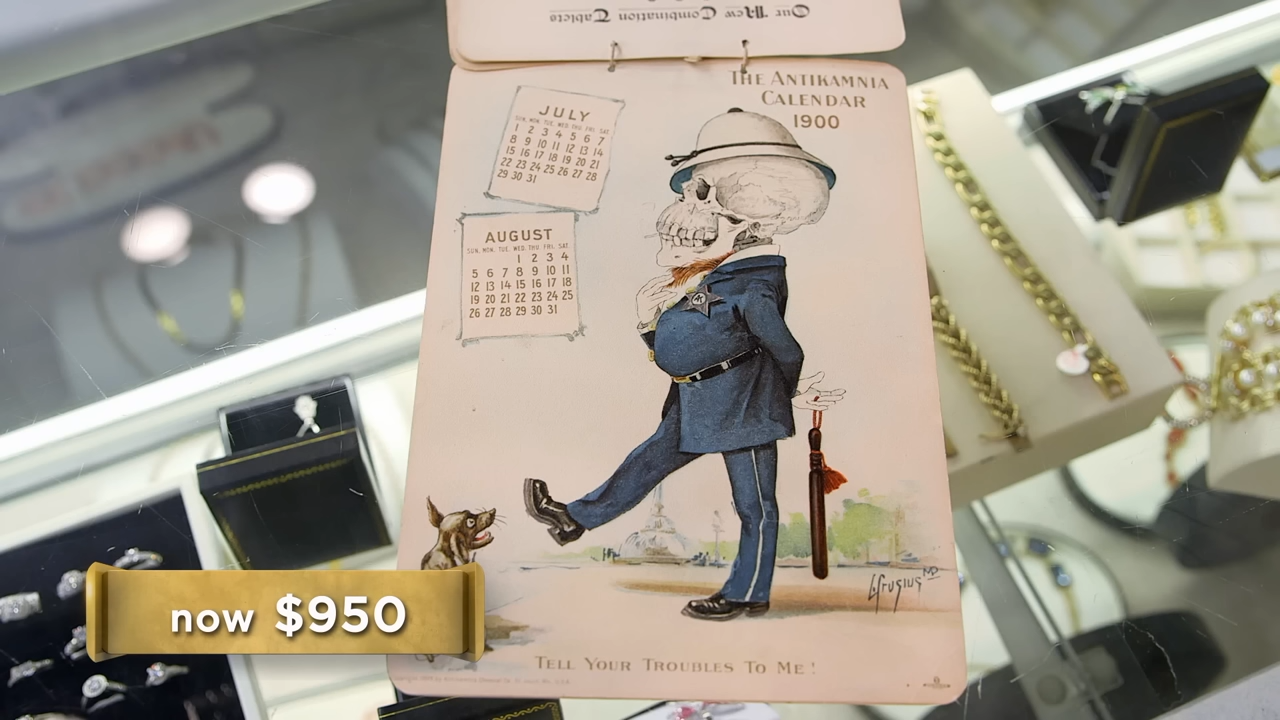 Our New Combination Tablets
THE ANTIKAMNIA
CALENDAR
1900
JULY
SUN. MON. TUE. WED. THU. FRI. SAT.
1 2 3 4 5 6 7
8 9 10 11 12 13 14
15 16 17 18 19 20 21
22 23 24 25 26 27 28
29 30 31
AUGUST
SUN. MON. TUE. WED. THU. FRI. SAT.
1 2 3 4
5 6 7 8 9 10 11
12 13 14 15 16 17 18
19 20 21 22 23 24 25
26 27 28 29 30 31
LCrusius MD
now $950
TELL YOUR TROUBLES TO ME!